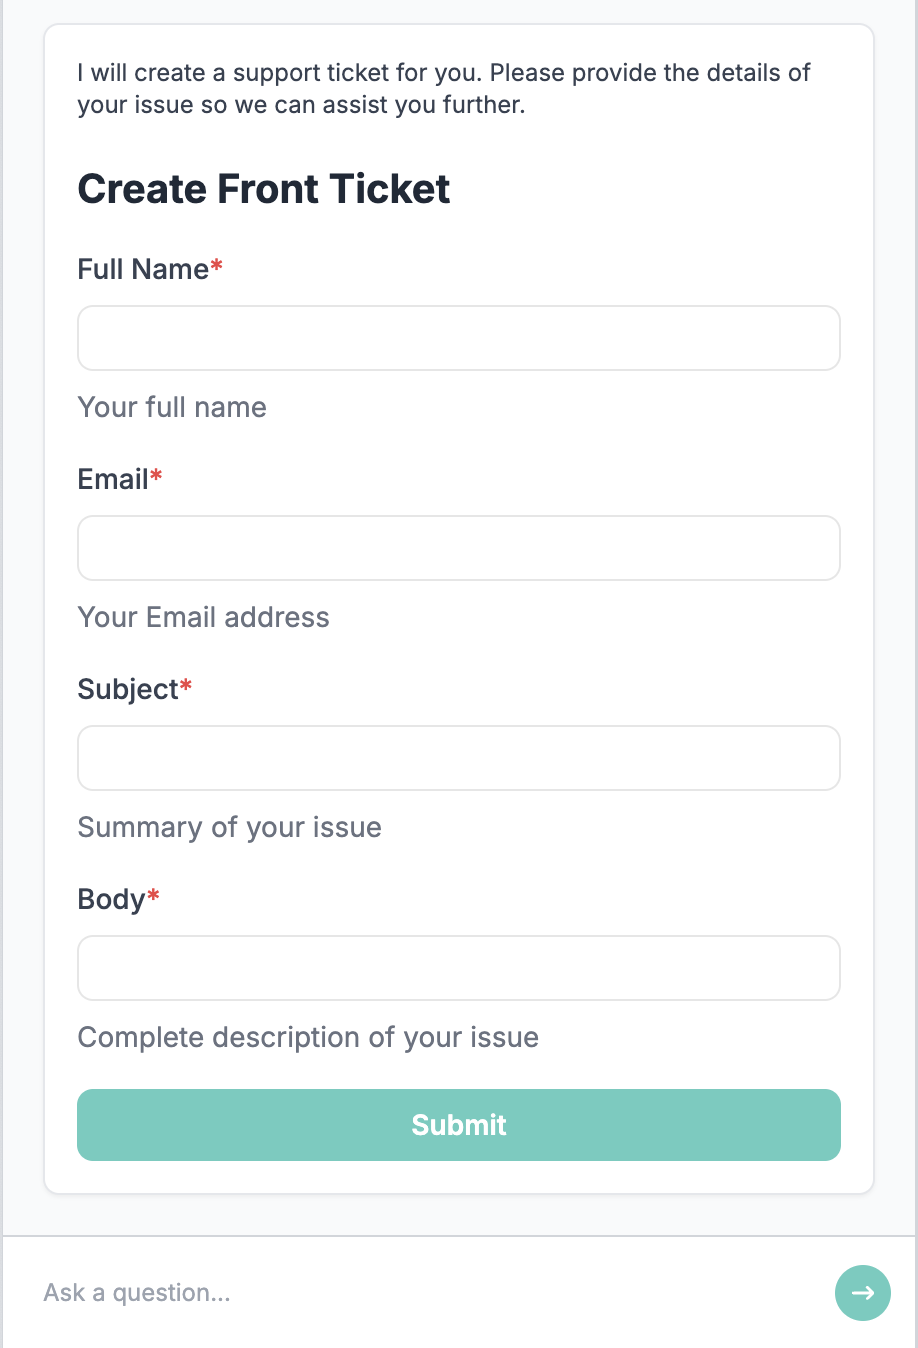 I will create a support ticket for you. Please provide the details of
your issue so we can assist you further.
Create Front Ticket
Full Name*
Your full name
Email*
Your Email address
Subject*
Summary of your issue
Body*
Complete description of your issue
Submit
Ask a question...